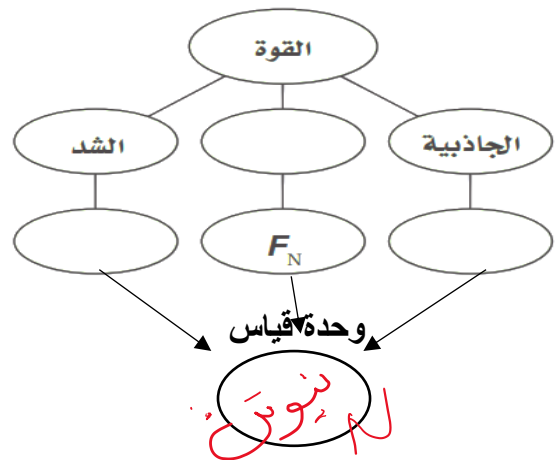 القوة
الجاذبية
الشد
F_N
وحدة قياس
نيوتن
N